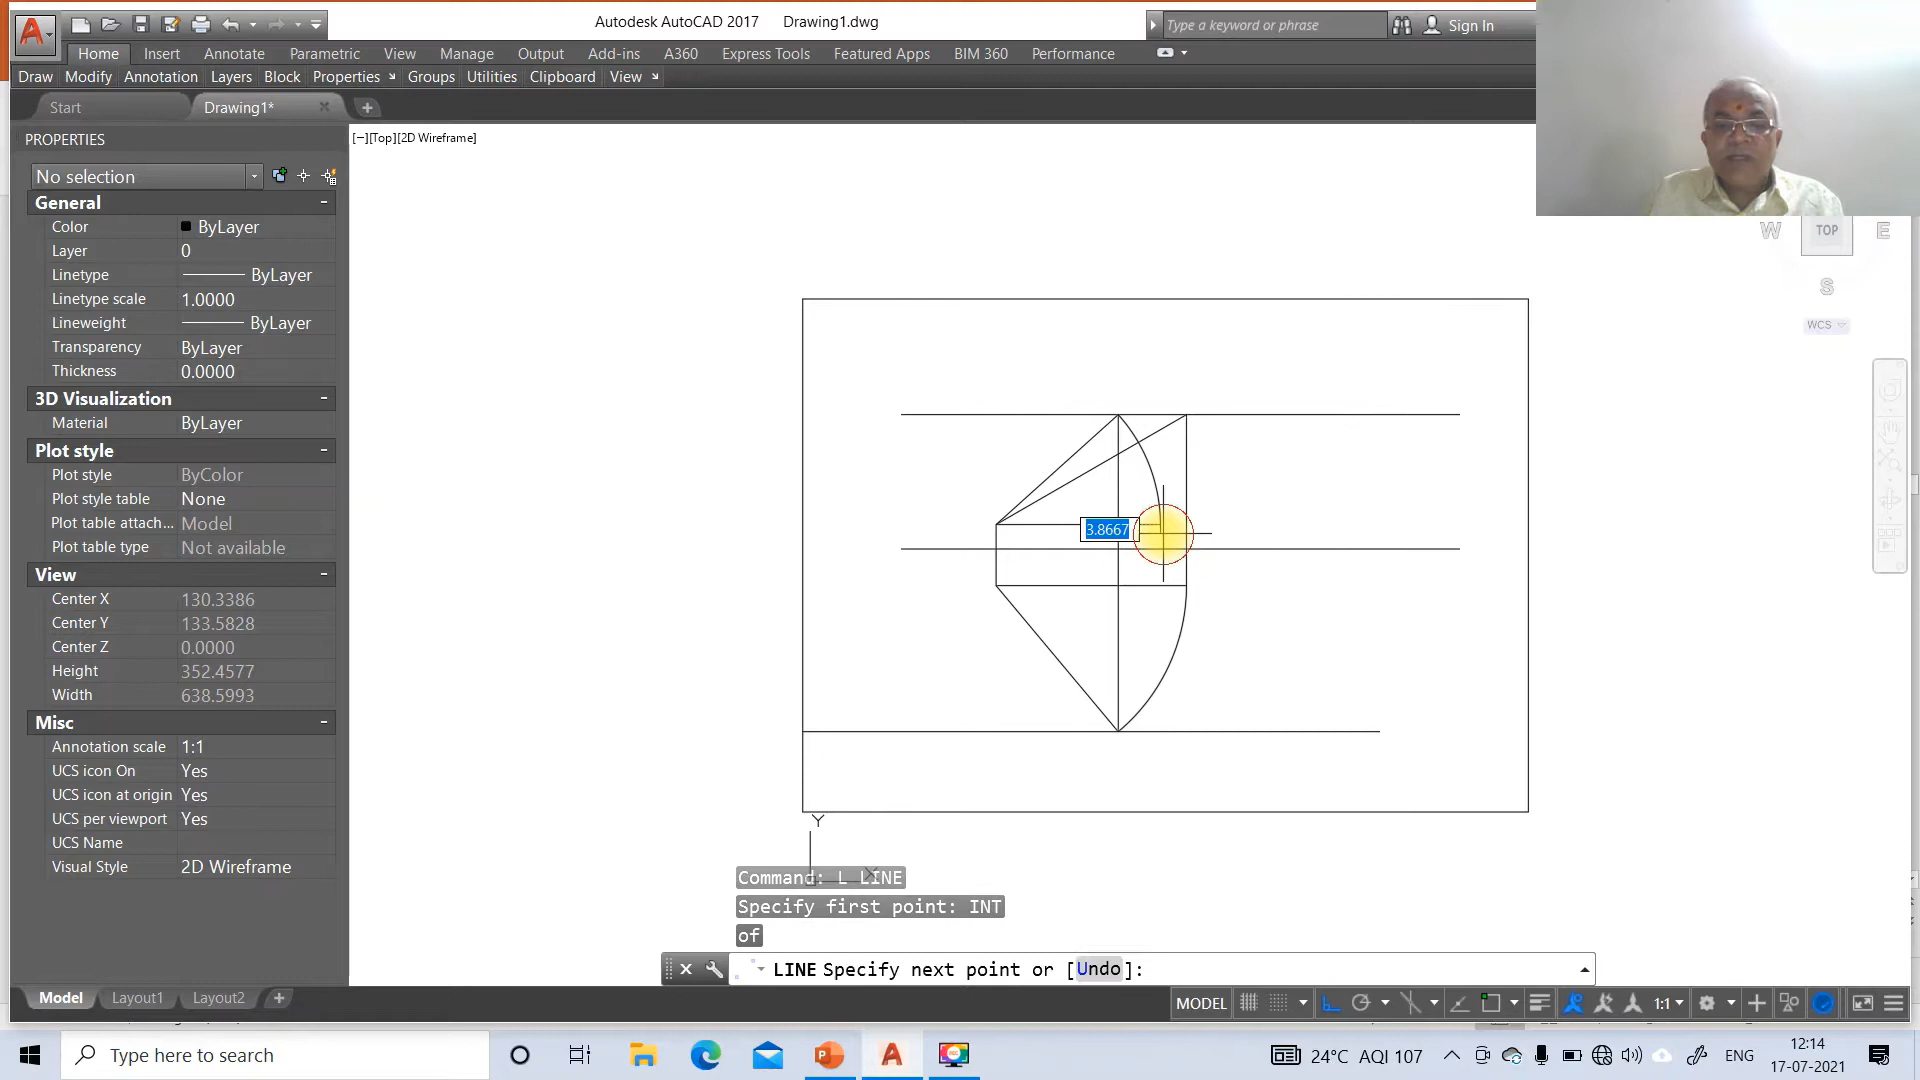 Autodesk AutoCAD 2017 Drawing1.dwg
Type a keyword or phrase
Sign In
Home Insert Annotate Parametric View Manage Output Add-ins A360 Express Tools Featured Apps BIM 360 Performance
Draw Modify Annotation Layers Block Properties Groups Utilities Clipboard View
Start Drawing1*
PROPERTIES
[−][Top][2D Wireframe]
No selection
General
Color ByLayer
Layer 0
Linetype ByLayer
Linetype scale 1.0000
Lineweight ByLayer
Transparency ByLayer
Thickness 0.0000
3D Visualization
Material ByLayer
Plot style
Plot style ByColor
Plot style table None
Plot table attach... Model
Plot table type Not available
View
Center X 130.3386
Center Y 133.5828
Center Z 0.0000
Height 352.4577
Width 638.5993
Misc
Annotation scale 1:1
UCS icon On Yes
UCS icon at origin Yes
UCS per viewport Yes
UCS Name
Visual Style 2D Wireframe
W TOP E
S
WCS
3.8667
Y
X
Command: L LINE
Specify first point: INT
of
LINE Specify next point or [Undo]:
Model Layout1 Layout2
MODEL 1:1
Type here to search
24°C AQI 107
ENG
12:14
17-07-2021